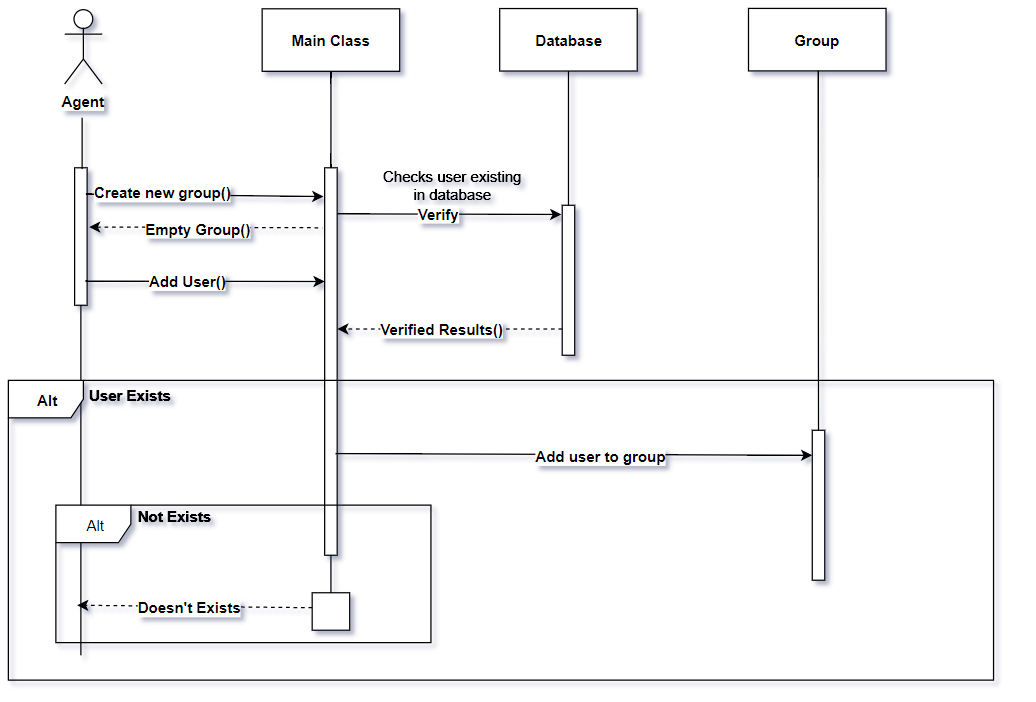 Agent
Main Class
Database
Group
Create new group()
Checks user existing
in database
Verify
Empty Group()
Add User()
Verified Results()
Alt
User Exists
Add user to group
Alt
Not Exists
Doesn't Exists